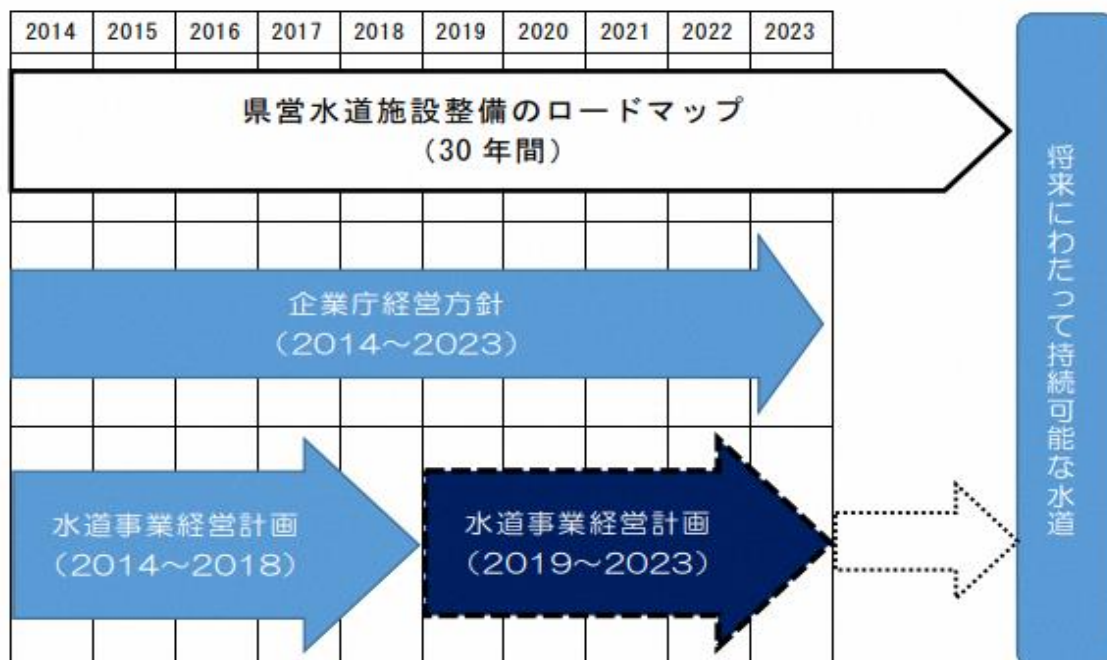 2014 2015 2016 2017 2018 2019 2020 2021 2022 2023
県営水道施設整備のロードマップ
（30 年間）
企業庁経営方針
（2014～2023）
水道事業経営計画
（2014～2018）
水道事業経営計画
（2019～2023）
将来にわたって持続可能な水道